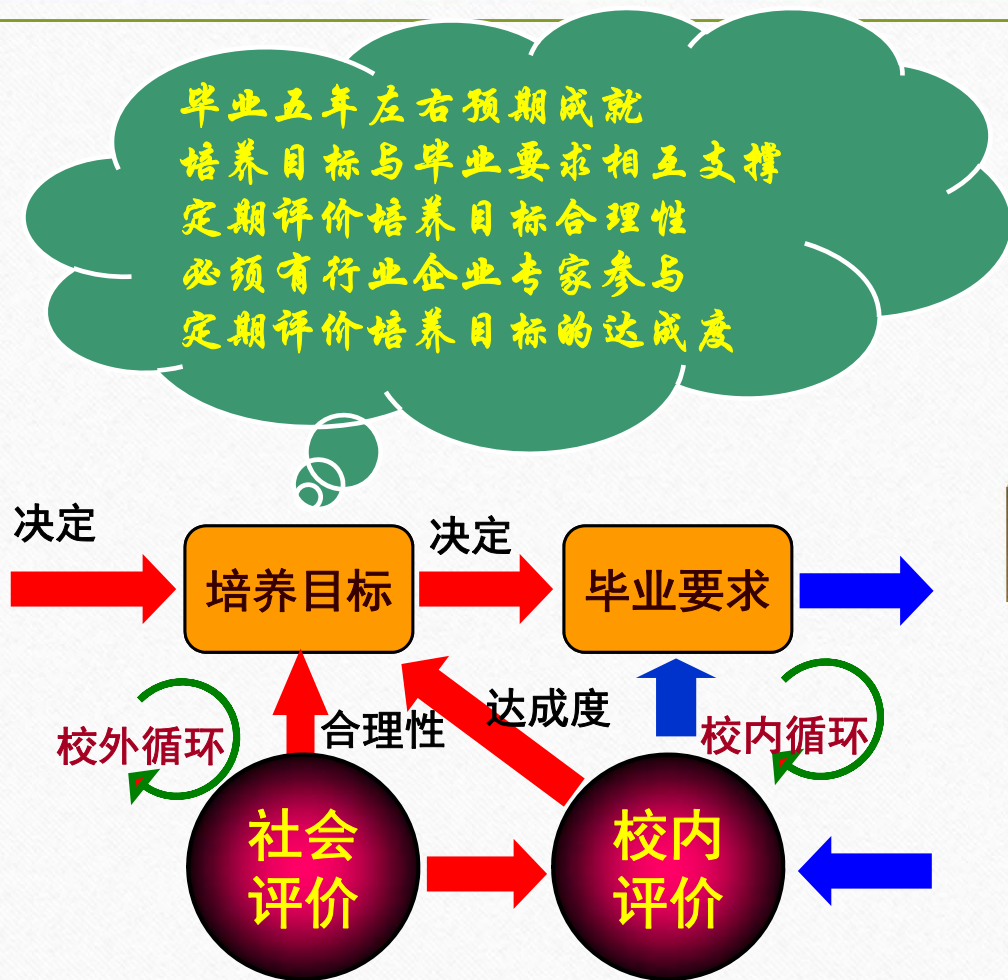 毕业五年左右预期成就
培养目标与毕业要求相互支撑
定期评价培养目标合理性
必须有行业企业专家参与
定期评价培养目标的达成度
决定
培养目标
决定
毕业要求
校外循环
合理性
达成度
校内循环
社会
评价
校内
评价